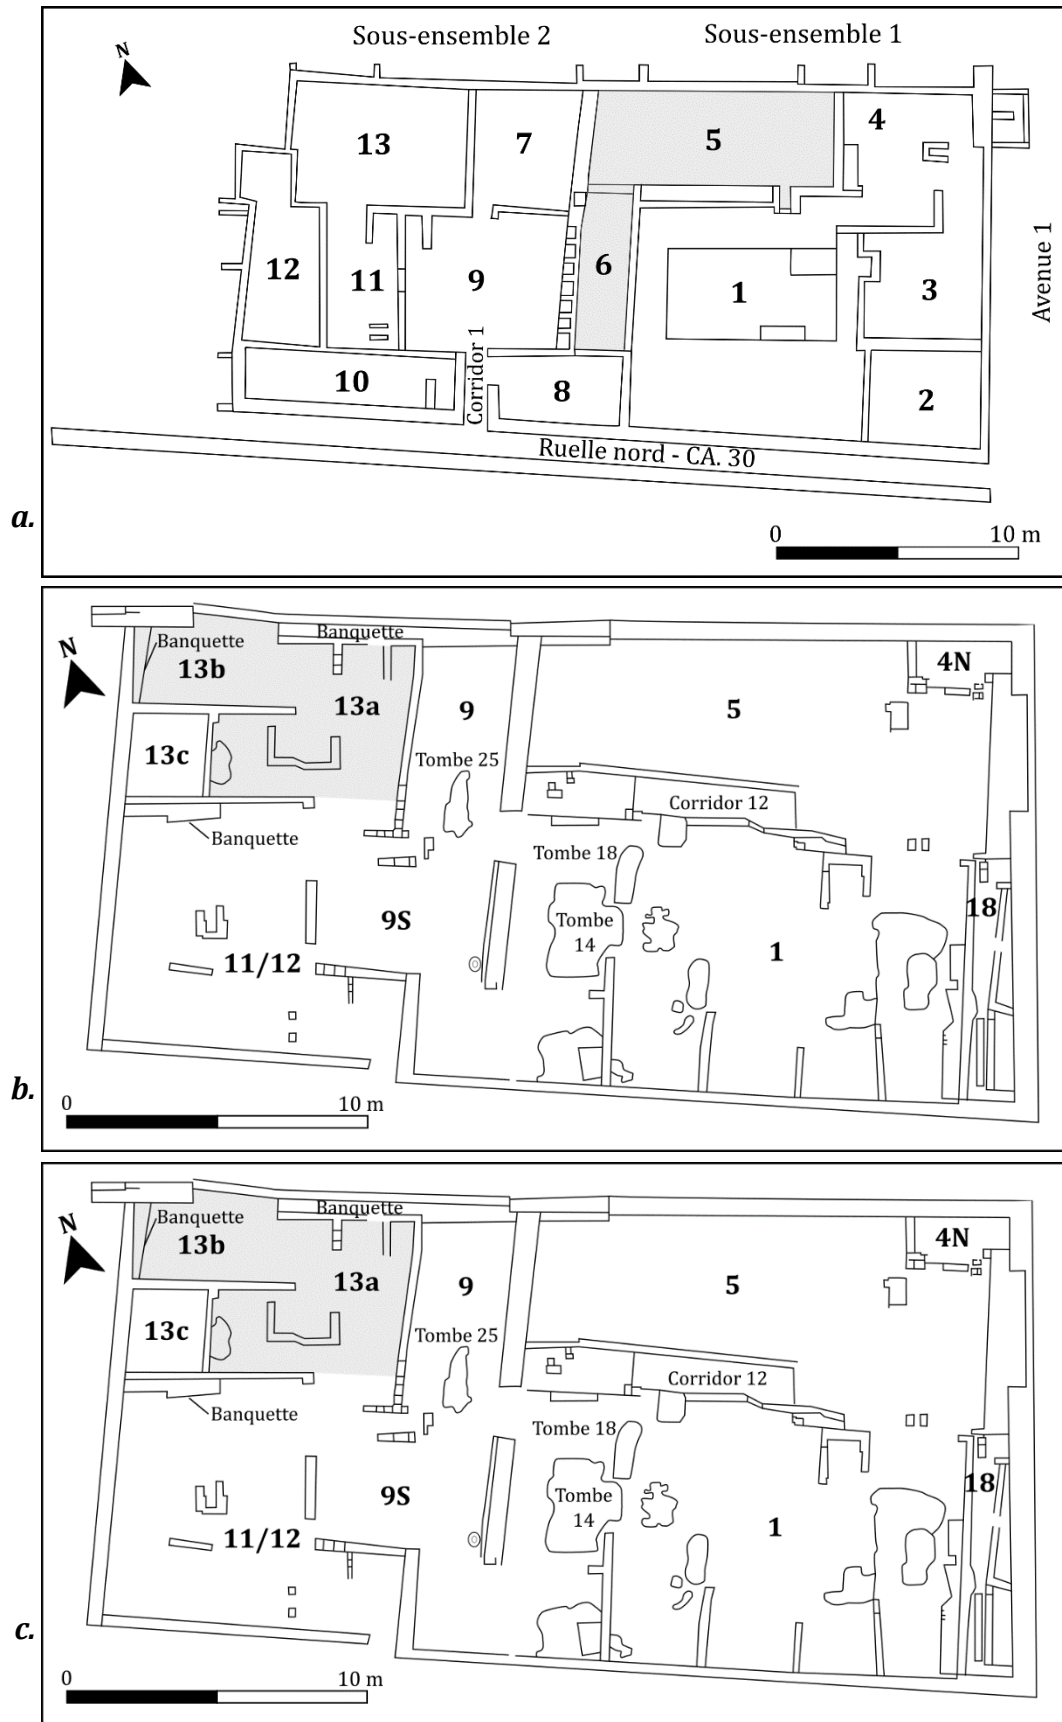 Sous-ensemble 2
Sous-ensemble 1
N
13
7
5
4
12
11
9
6
1
3
Avenue 1
10
Corridor 1
8
2
Ruelle nord - CA. 30
a.
0 10 m
N
Banquette
Banquette
13b
4N
13a
9
5
13c
Tombe 25
Corridor 12
Banquette
Tombe 18
9S
Tombe
14
18
11/12
1
b.
0 10 m
N
Banquette
Banquette
13b
4N
13a
9
5
13c
Tombe 25
Corridor 12
Banquette
Tombe 18
9S
Tombe
14
18
11/12
1
c.
0 10 m